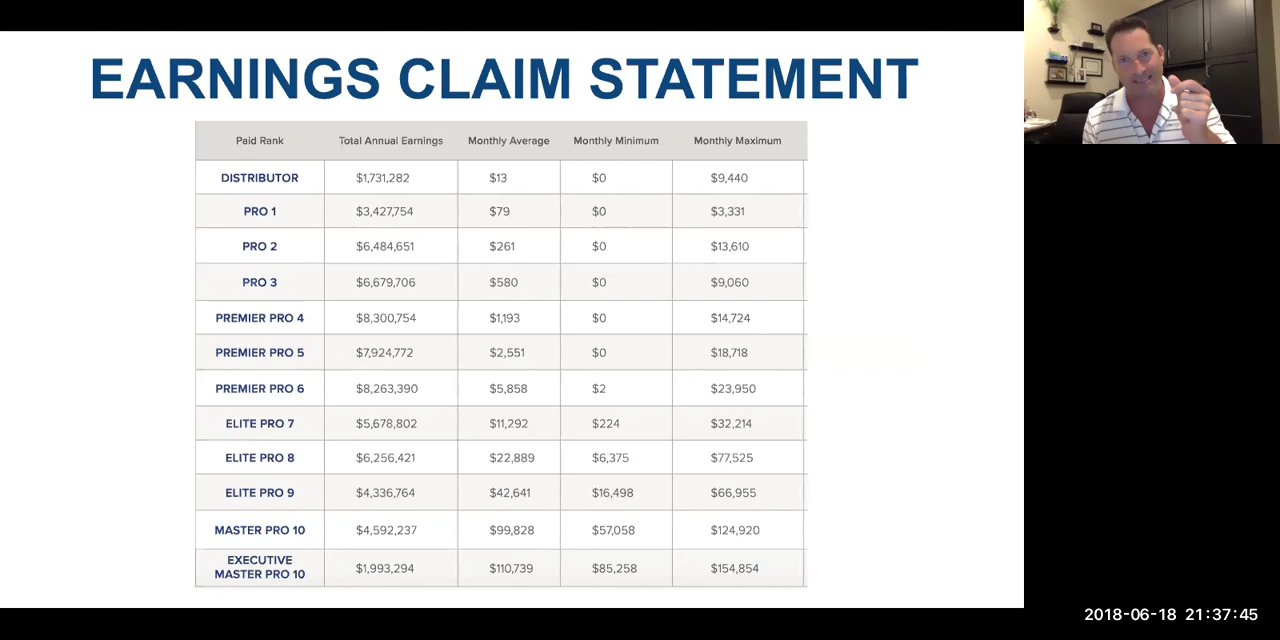 EARNINGS CLAIM STATEMENT
Paid Rank Total Annual Earnings Monthly Average Monthly Minimum Monthly Maximum
DISTRIBUTOR $1,731,282 $13 $0 $9,440
PRO 1 $3,427,754 $79 $0 $3,331
PRO 2 $6,484,651 $261 $0 $13,610
PRO 3 $6,679,706 $580 $0 $9,060
PREMIER PRO 4 $8,300,754 $1,193 $0 $14,724
PREMIER PRO 5 $7,924,772 $2,551 $0 $18,718
PREMIER PRO 6 $8,263,390 $5,858 $2 $23,950
ELITE PRO 7 $5,678,802 $11,292 $224 $32,214
ELITE PRO 8 $6,256,421 $22,889 $6,375 $77,525
ELITE PRO 9 $4,336,764 $42,641 $16,498 $66,955
MASTER PRO 10 $4,592,237 $99,828 $57,058 $124,920
EXECUTIVE
MASTER PRO 10 $1,993,294 $110,739 $85,258 $154,854
2018-06-18 21:37:45